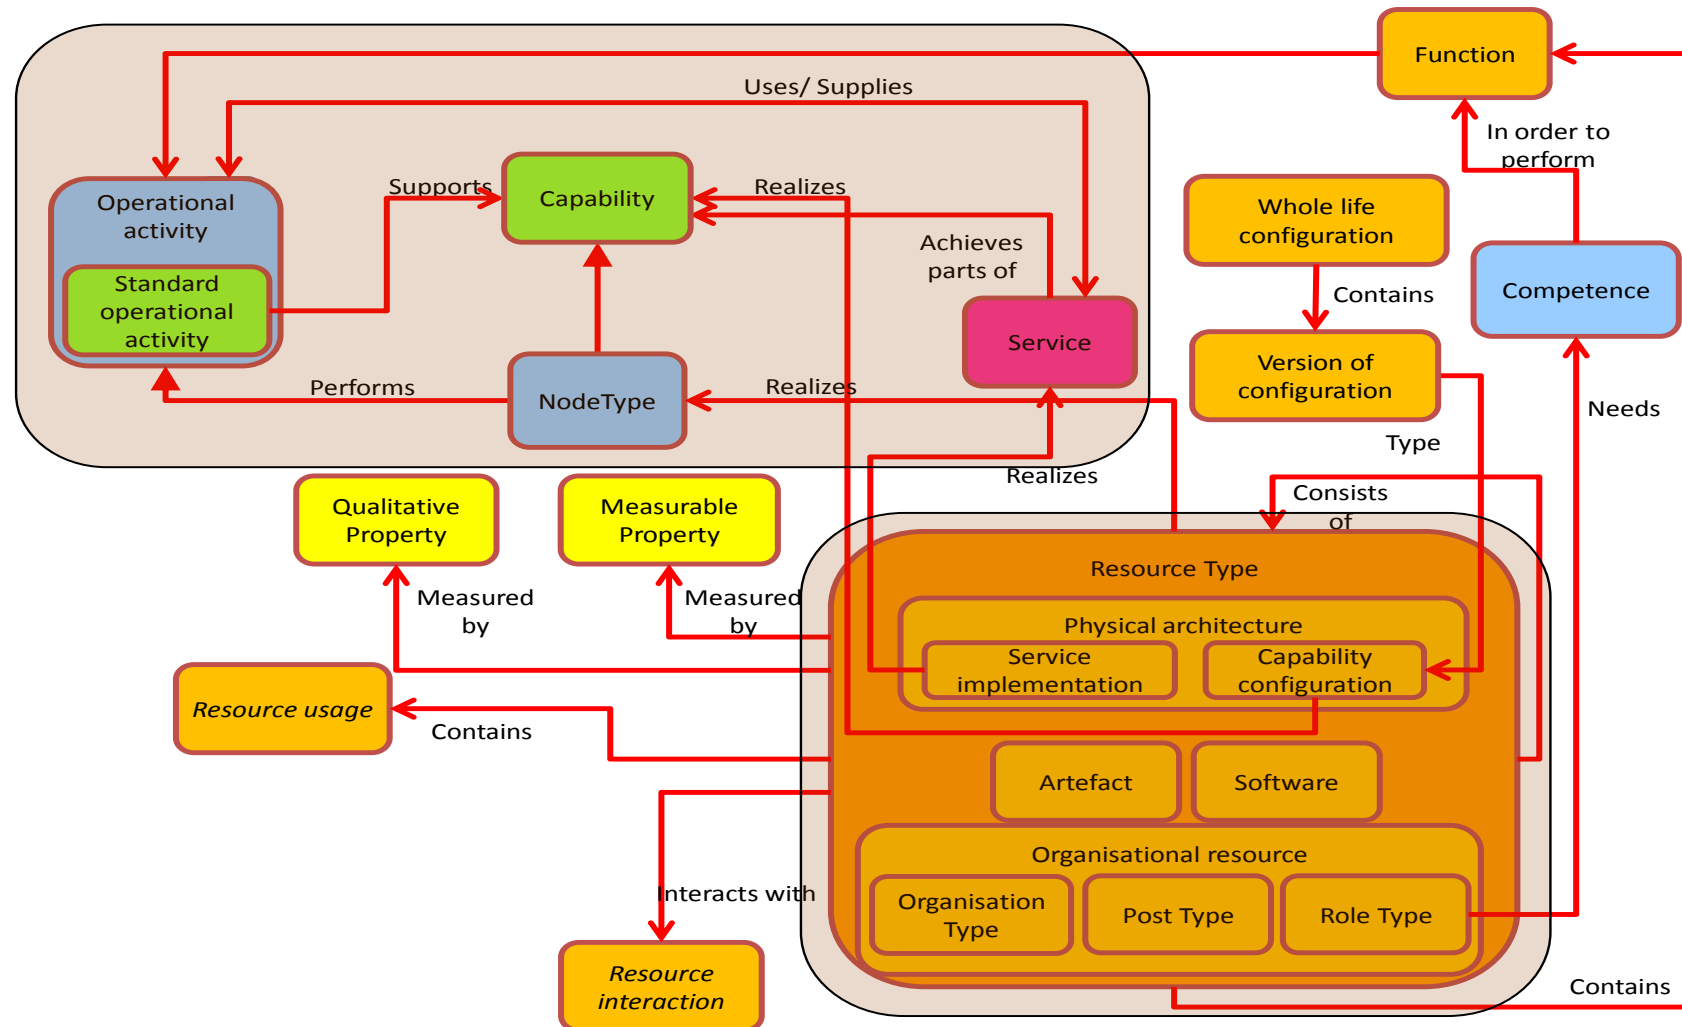 Function
Uses/ Supplies
In order to
perform
Operational
activity
Supports
Capability
Realizes
Whole life
configuration
Achieves
parts of
Competence
Standard
operational
activity
Contains
Service
Version of
configuration
Performs
NodeType
Realizes
Needs
Type
Realizes
Qualitative
Property
Measurable
Property
Consists
of
Resource Type
Measured
by
Measured
by
Physical architecture
Service
implementation
Capability
configuration
Resource usage
Contains
Artefact
Software
Organisational resource
Interacts with
Organisation
Type
Post Type
Role Type
Resource
interaction
Contains